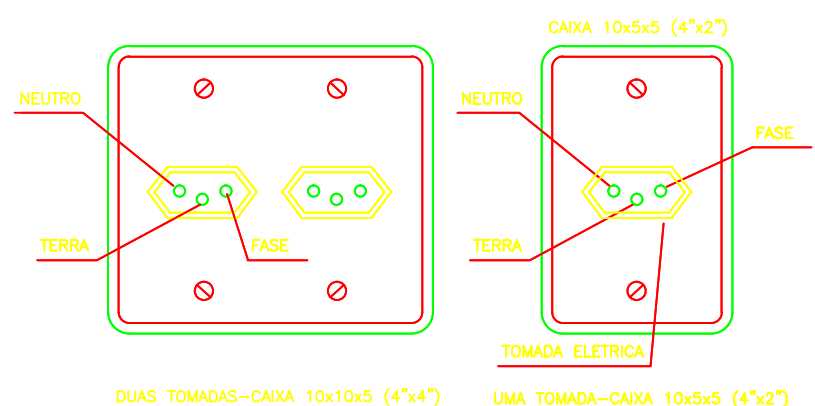 CAIXA 10x5x5 (4"x2")
NEUTRO
NEUTRO
FASE
TERRA
FASE
TERRA
TOMADA ELETRICA
DUAS TOMADAS-CAIXA 10x10x5 (4"x4")
UMA TOMADA-CAIXA 10x5x5 (4"x2")